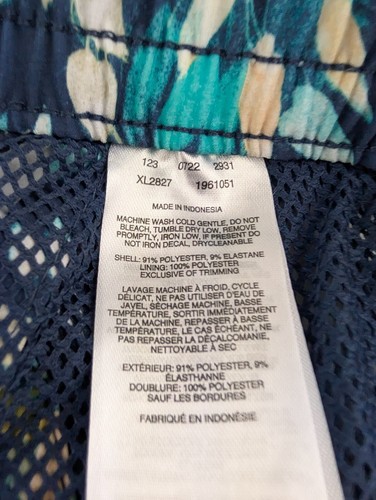 123 0722 2931
XL2827 1961051
MADE IN INDONESIA
MACHINE WASH COLD GENTLE, DO NOT
BLEACH, TUMBLE DRY LOW, REMOVE
PROMPTLY, IRON LOW, IF PRESENT DO
NOT IRON DECAL, DRYCLEANABLE
SHELL: 91% POLYESTER, 9% ELASTANE
LINING: 100% POLYESTER
EXCLUSIVE OF TRIMMING
LAVAGE MACHINE À FROID, CYCLE
DÉLICAT, NE PAS UTILISER D'EAU DE
JAVEL, SÉCHAGE MACHINE, BASSE
TEMPÉRATURE, SORTIR IMMÉDIATEMENT
DE LA MACHINE, REPASSER À BASSE
TEMPÉRATURE, LE CAS ÉCHÉANT, NE
PAS REPASSER LA DÉCALCOMANIE,
NETTOYABLE À SEC
EXTÉRIEUR: 91% POLYESTER, 9%
ÉLASTHANNE
DOUBLURE: 100% POLYESTER
SAUF LES BORDURES
FABRIQUÉ EN INDONÉSIE